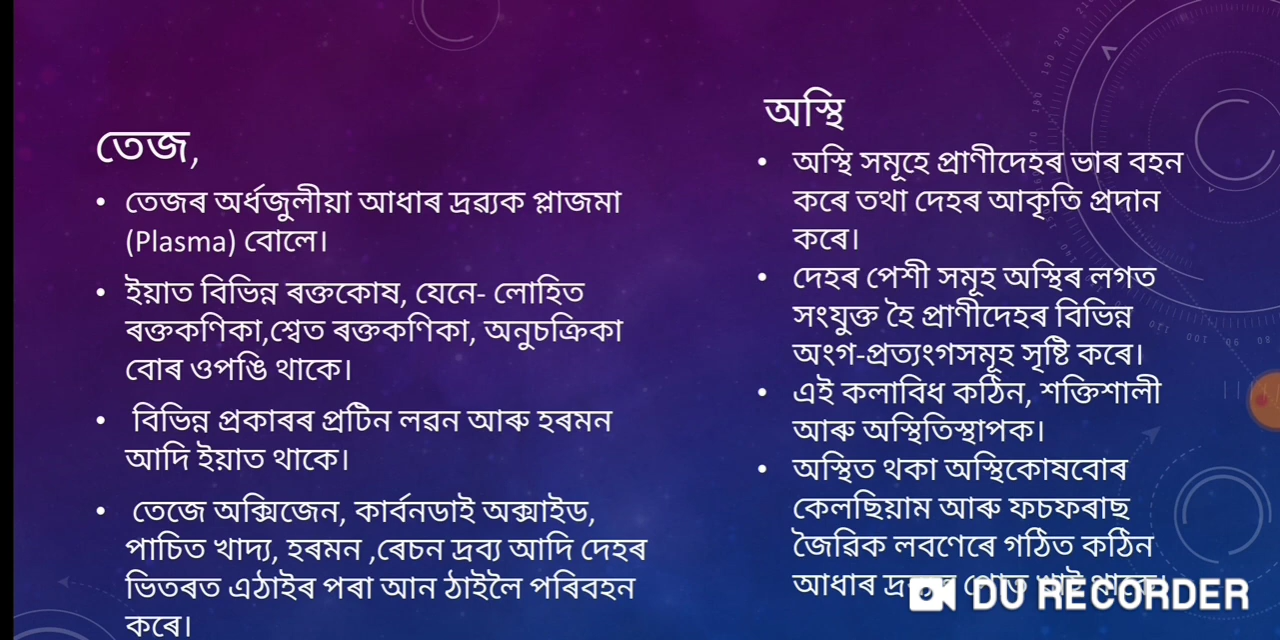 তেজ,
• তেজৰ অৰ্ধজুলীয়া আধাৰ দ্ৰৱ্যক প্লাজমা
(Plasma) বোলে।
• ইয়াত বিভিন্ন ৰক্তকোষ, যেনে- লোহিত
ৰক্তকণিকা,শ্বেত ৰক্তকণিকা, অনুচক্ৰিকা
বোৰ ওপঙি থাকে।
• বিভিন্ন প্ৰকাৰৰ প্ৰটিন লৱন আৰু হৰমন
আদি ইয়াত থাকে।
• তেজে অক্সিজেন, কাৰ্বনডাই অক্সাইড,
পাচিত খাদ্য, হৰমন ,ৰেচন দ্ৰব্য আদি দেহৰ
ভিতৰত এঠাইৰ পৰা আন ঠাইলৈ পৰিবহন
কৰে।
অস্থি
• অস্থি সমূহে প্ৰাণীদেহৰ ভাৰ বহন
কৰে তথা দেহৰ আকৃতি প্ৰদান
কৰে।
• দেহৰ পেশী সমূহ অস্থিৰ লগত
সংযুক্ত হৈ প্ৰাণীদেহৰ বিভিন্ন
অংগ-প্ৰত্যংগসমূহ সৃষ্টি কৰে।
• এই কলাবিধ কঠিন, শক্তিশালী
আৰু অস্থিতিস্থাপক।
• অস্থিত থকা অস্থিকোষবোৰ
কেলছিয়াম আৰু ফচফৰাছ
জৈৱিক লবণেৰে গঠিত কঠিন
আধাৰ
DU RECORDER